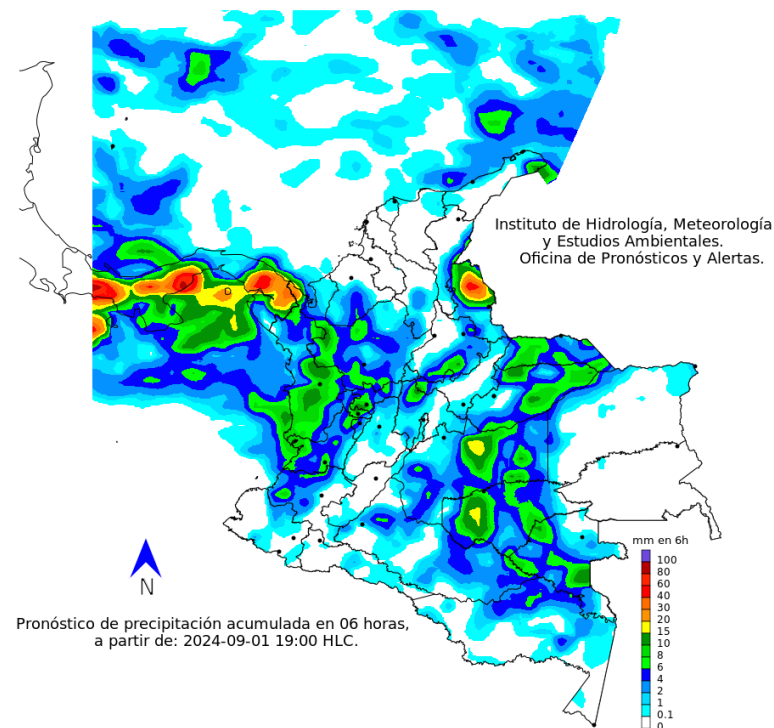 Instituto de Hidrología, Meteorología
y Estudios Ambientales.
Oficina de Pronósticos y Alertas.
N
Pronóstico de precipitación acumulada en 06 horas,
a partir de: 2024-09-01 19:00 HLC.
mm en 6h
100
80
60
40
30
20
15
10
8
6
4
2
1
0.1
0